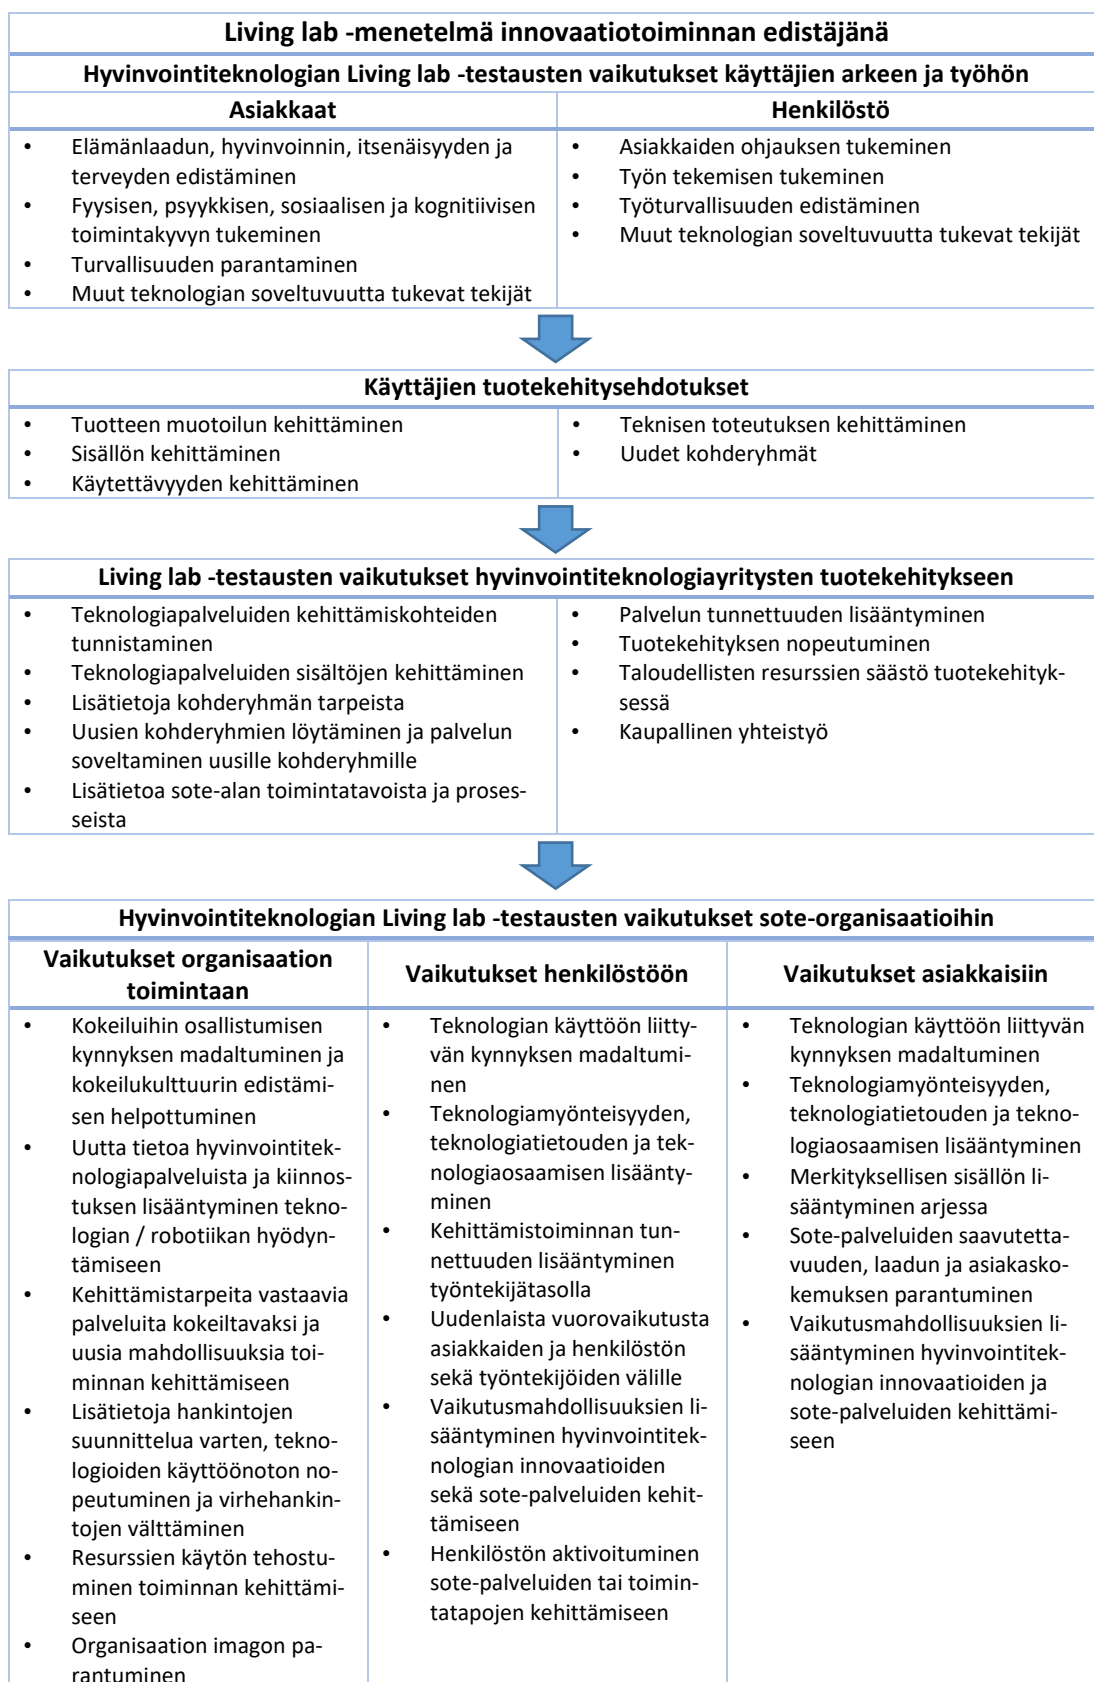 Living lab -menetelmä innovaatiotoiminnan edistäjänä
Hyvinvointiteknologian Living lab -testausten vaikutukset käyttäjien arkeen ja työhön
Asiakkaat
• Elämänlaadun, hyvinvoinnin, itsenäisyyden ja
terveyden edistäminen
• Fyysisen, psyykkisen, sosiaalisen ja kognitiivisen
toimintakyvyn tukeminen
• Turvallisuuden parantaminen
• Muut teknologian soveltuvuutta tukevat tekijät
Henkilöstö
• Asiakkaiden ohjauksen tukeminen
• Työn tekemisen tukeminen
• Työturvallisuuden edistäminen
• Muut teknologian soveltuvuutta tukevat tekijät
Käyttäjien tuotekehitysehdotukset
• Tuotteen muotoilun kehittäminen
• Sisällön kehittäminen
• Käytettävyyden kehittäminen
• Teknisen toteutuksen kehittäminen
• Uudet kohderyhmät
Living lab -testausten vaikutukset hyvinvointiteknologiayritysten tuotekehitykseen
• Teknologiapalveluiden kehittämiskohteiden
tunnistaminen
• Teknologiapalveluiden sisältöjen kehittäminen
• Lisätietoja kohderyhmän tarpeista
• Uusien kohderyhmien löytäminen ja palvelun
soveltaminen uusille kohderyhmille
• Lisätietoa sote-alan toimintatavoista ja proses-
seista
• Palvelun tunnettuuden lisääntyminen
• Tuotekehityksen nopeutuminen
• Taloudellisten resurssien säästö tuotekehityk-
sessä
• Kaupallinen yhteistyö
Hyvinvointiteknologian Living lab -testausten vaikutukset sote-organisaatioihin
Vaikutukset organisaation
toimintaan
• Kokeiluihin osallistumisen
kynnyksen madaltuminen ja
kokeilukulttuurin edistämi-
sen helpottuminen
• Uutta tietoa hyvinvointitek-
nologiapalveluista ja kiinnos-
tuksen lisääntyminen tekno-
logian / robotiikan hyödyn-
tämiseen
• Kehittämistarpeita vastaavia
palveluita kokeiltavaksi ja
uusia mahdollisuuksia toi-
minnan kehittämiseen
• Lisätietoja hankintojen
suunnittelua varten, tekno-
logioiden käyttöönoton no-
peutuminen ja virhehankin-
tojen välttäminen
• Resurssien käytön tehostu-
minen toiminnan kehittämi-
seen
• Organisaation imagon pa-
rantuminen
Vaikutukset henkilöstöön
• Teknologian käyttöön liitty-
vän kynnyksen madaltumi-
nen
• Teknologiamyönteisyyden,
teknologiatietouden ja tek-
nologiaosaamisen lisäänty-
minen
• Kehittämistoiminnan tun-
nettuuden lisääntyminen
työntekijätasolla
• Uudenlaista vuorovaikutusta
asiakkaiden ja henkilöstön
sekä työntekijöiden välille
• Vaikutusmahdollisuuksien li-
sääntyminen hyvinvointitek-
nologian innovaatioiden
sekä sote-palveluiden kehit-
tämiseen
• Henkilöstön aktivoituminen
sote-palveluiden tai toimin-
tatapojen kehittämiseen
Vaikutukset asiakkaisiin
• Teknologian käyttöön liittyvän
kynnyksen madaltuminen
• Teknologiamyönteisyyden,
teknologiatietouden ja tekno-
logiaosaamisen lisääntyminen
• Merkityksellisen sisällön li-
sääntyminen arjessa
• Sote-palveluiden saavutetta-
vuuden, laadun ja asiakasko-
kemuksen parantuminen
• Vaikutusmahdollisuuksien li-
sääntyminen hyvinvointitek-
nologian innovaatioiden ja
sote-palveluiden kehittämi-
seen